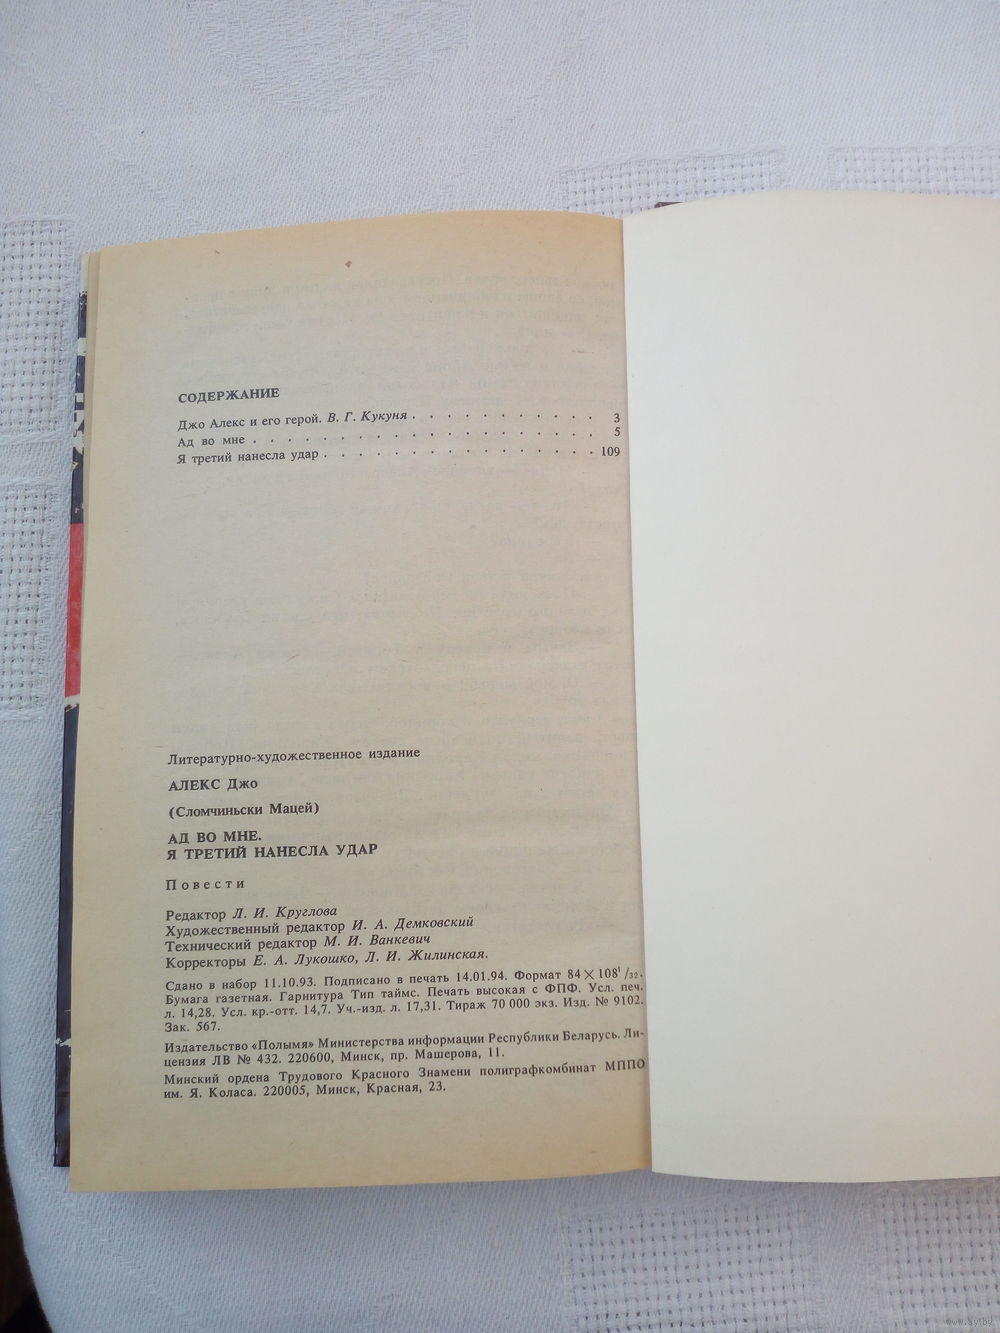 СОДЕРЖАНИЕ
Джо Алекс и его герой. В. Г. Кукуня . . . . . . . . . . . 3
Ад во мне . . . . . . . . . . . . . . . . . . . . 5
Я третий нанесла удар . . . . . . . . . . . . . . . . 109
Литературно-художественное издание
АЛЕКС Джо
(Сломчиньски Мацей)
АД ВО МНЕ.
Я ТРЕТИЙ НАНЕСЛА УДАР
Повести
Редактор Л. И. Круглова
Художественный редактор И. А. Демковский
Технический редактор М. И. Ванкевич
Корректоры Е. А. Лукошко, Л. И. Жилинская.
Сдано в набор 11.10.93. Подписано в печать 14.01.94. Формат 84×108¹/₃₂.
Бумага газетная. Гарнитура Тип таймс. Печать высокая с ФПФ. Усл. печ.
л. 14,28. Усл. кр.-отт. 14,7. Уч.-изд. л. 17,31. Тираж 70 000 экз. Изд. № 9102.
Зак. 567.
Издательство «Полымя» Министерства информации Республики Беларусь. Ли-
цензия ЛВ № 432. 220600, Минск, пр. Машерова, 11.
Минский ордена Трудового Красного Знамени полиграфкомбинат МППО
им. Я. Коласа. 220005, Минск, Красная, 23.